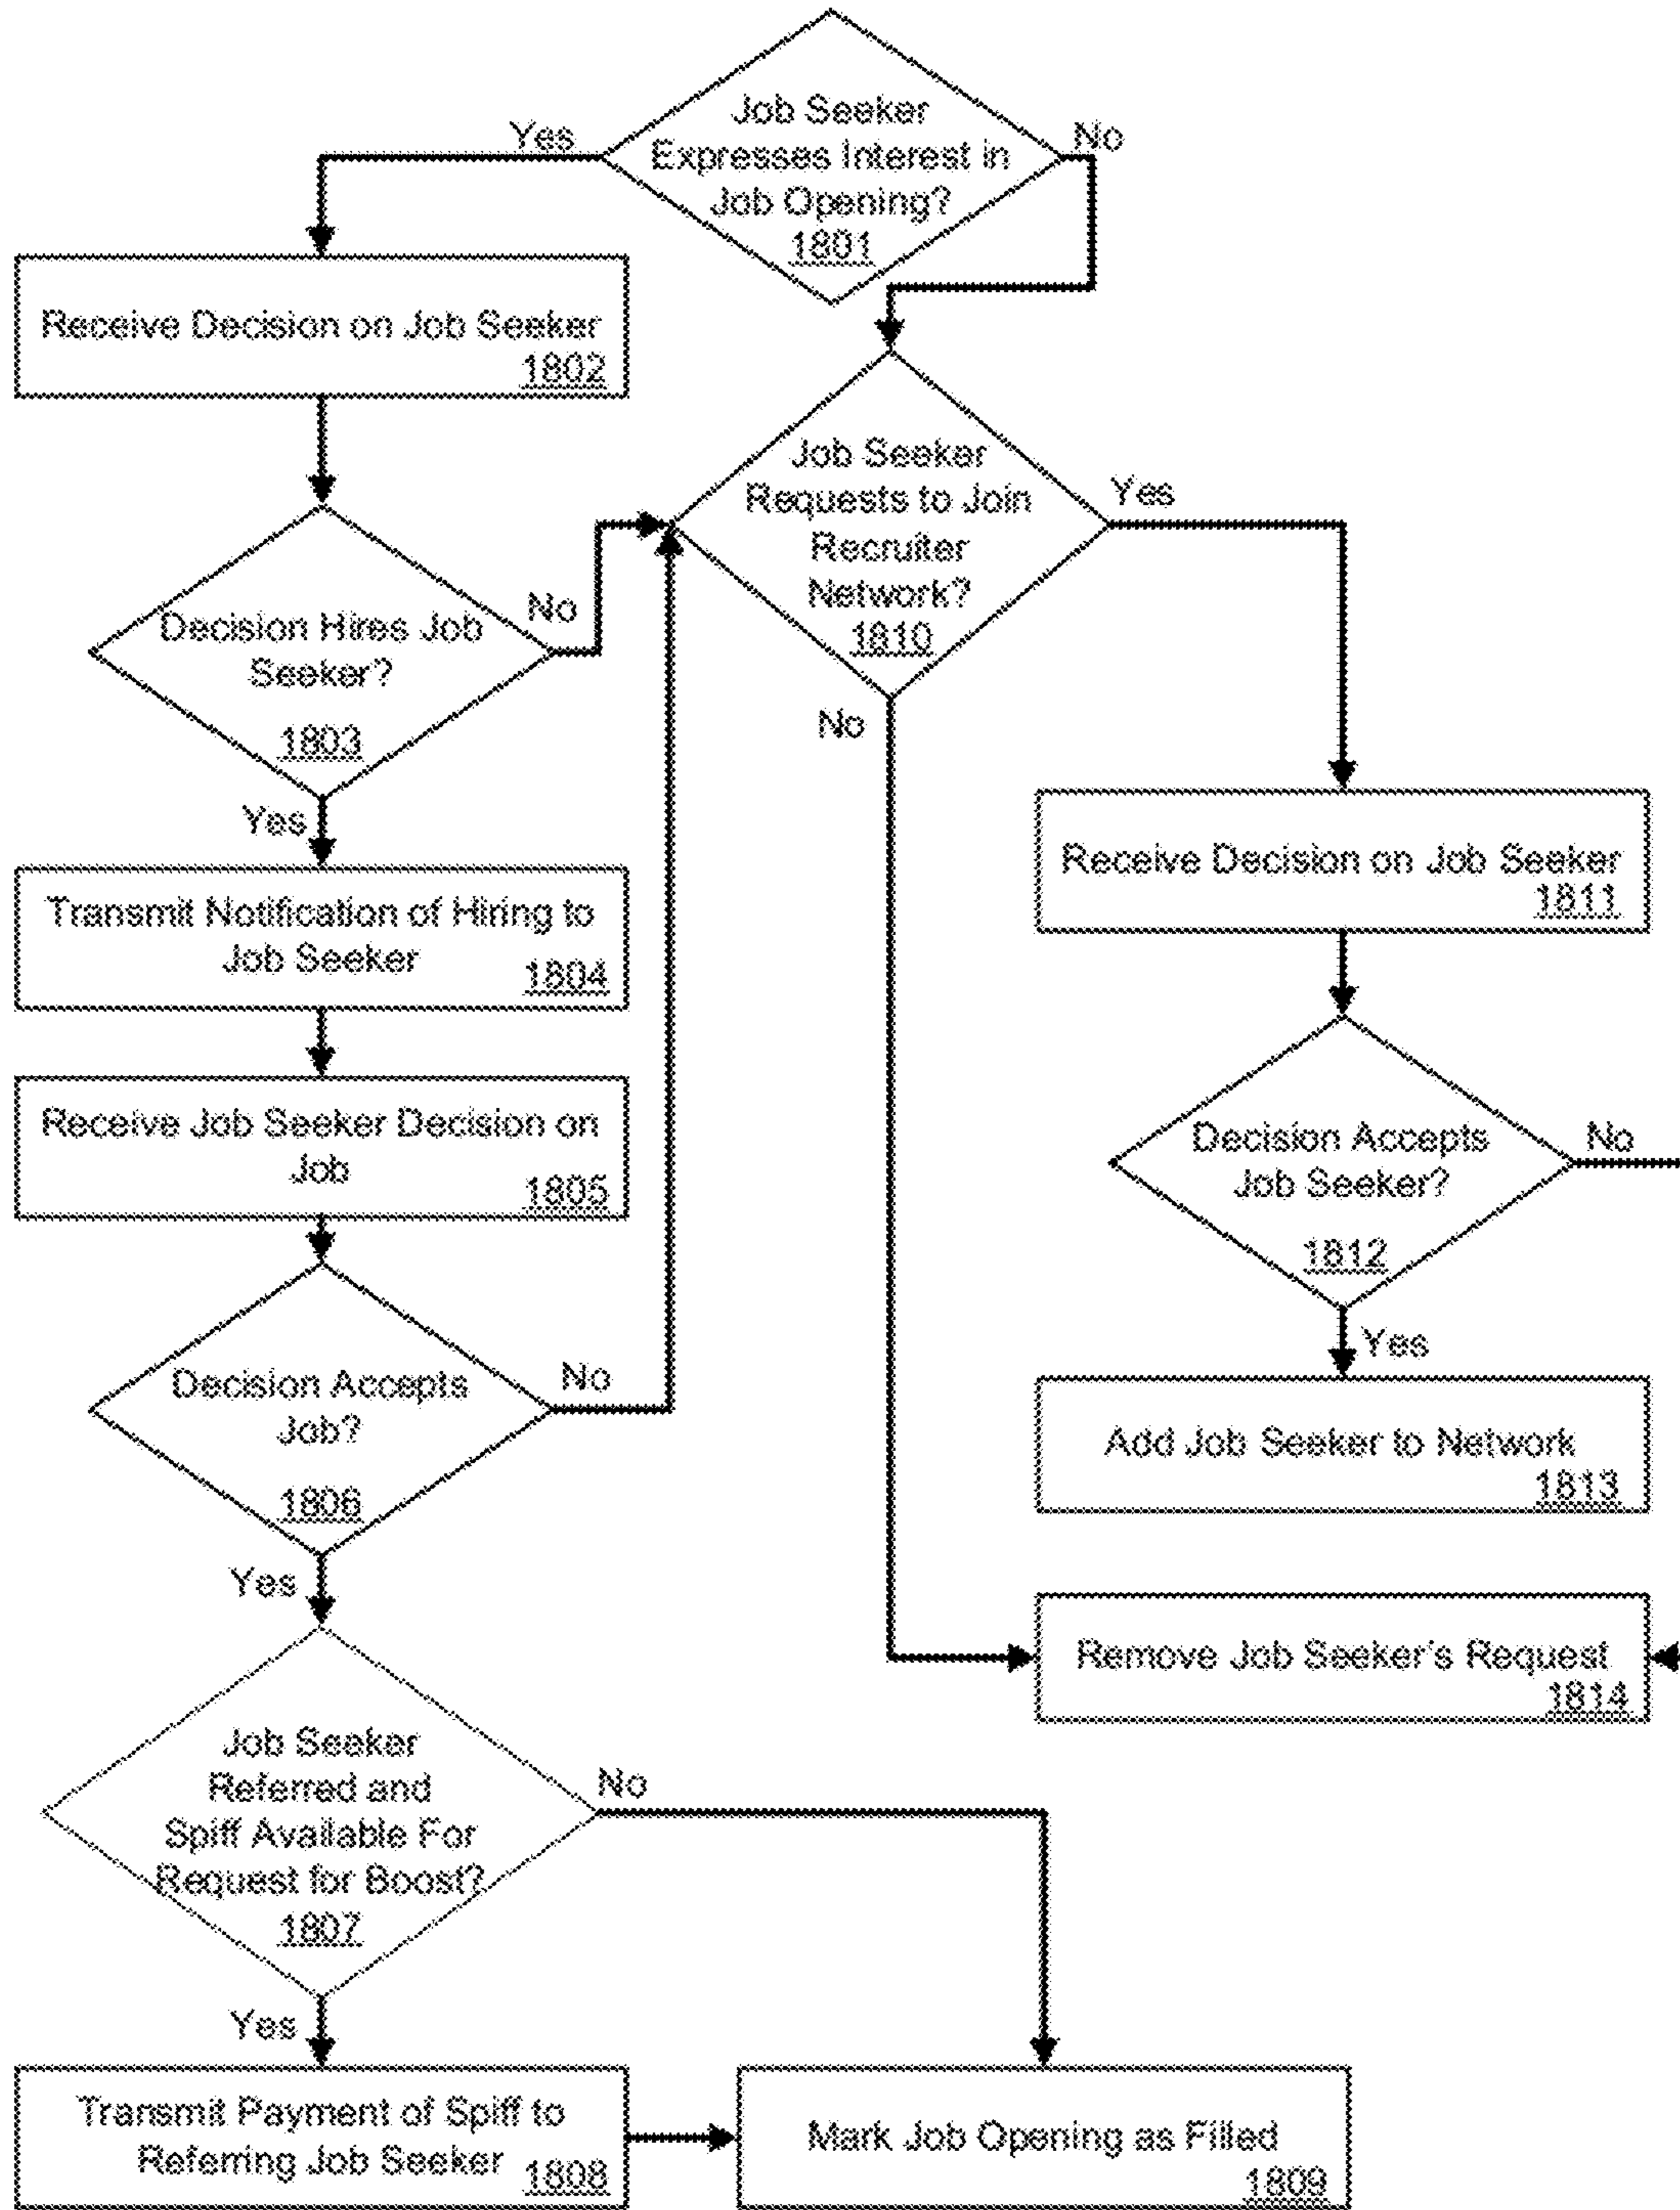 Job Seeker
Expresses Interest in
Job Opening?
1801
Yes
No
Receive Decision on Job Seeker
1802
Decision Hires Job
Seeker?
1803
No
Yes
Transmit Notification of Hiring to
Job Seeker
1804
Receive Job Seeker Decision on
Job
1805
Decision Accepts
Job?
1806
No
Yes
Job Seeker
Referred and
Spiff Available For
Request for Boost?
1807
No
Yes
Transmit Payment of Spiff to
Referring Job Seeker
1808
Mark Job Opening as Filled
1809
Job Seeker
Requests to Join
Recruiter
Network?
1810
Yes
No
Receive Decision on Job Seeker
1811
Decision Accepts
Job Seeker?
1812
No
Yes
Add Job Seeker to Network
1813
Remove Job Seeker's Request
1814